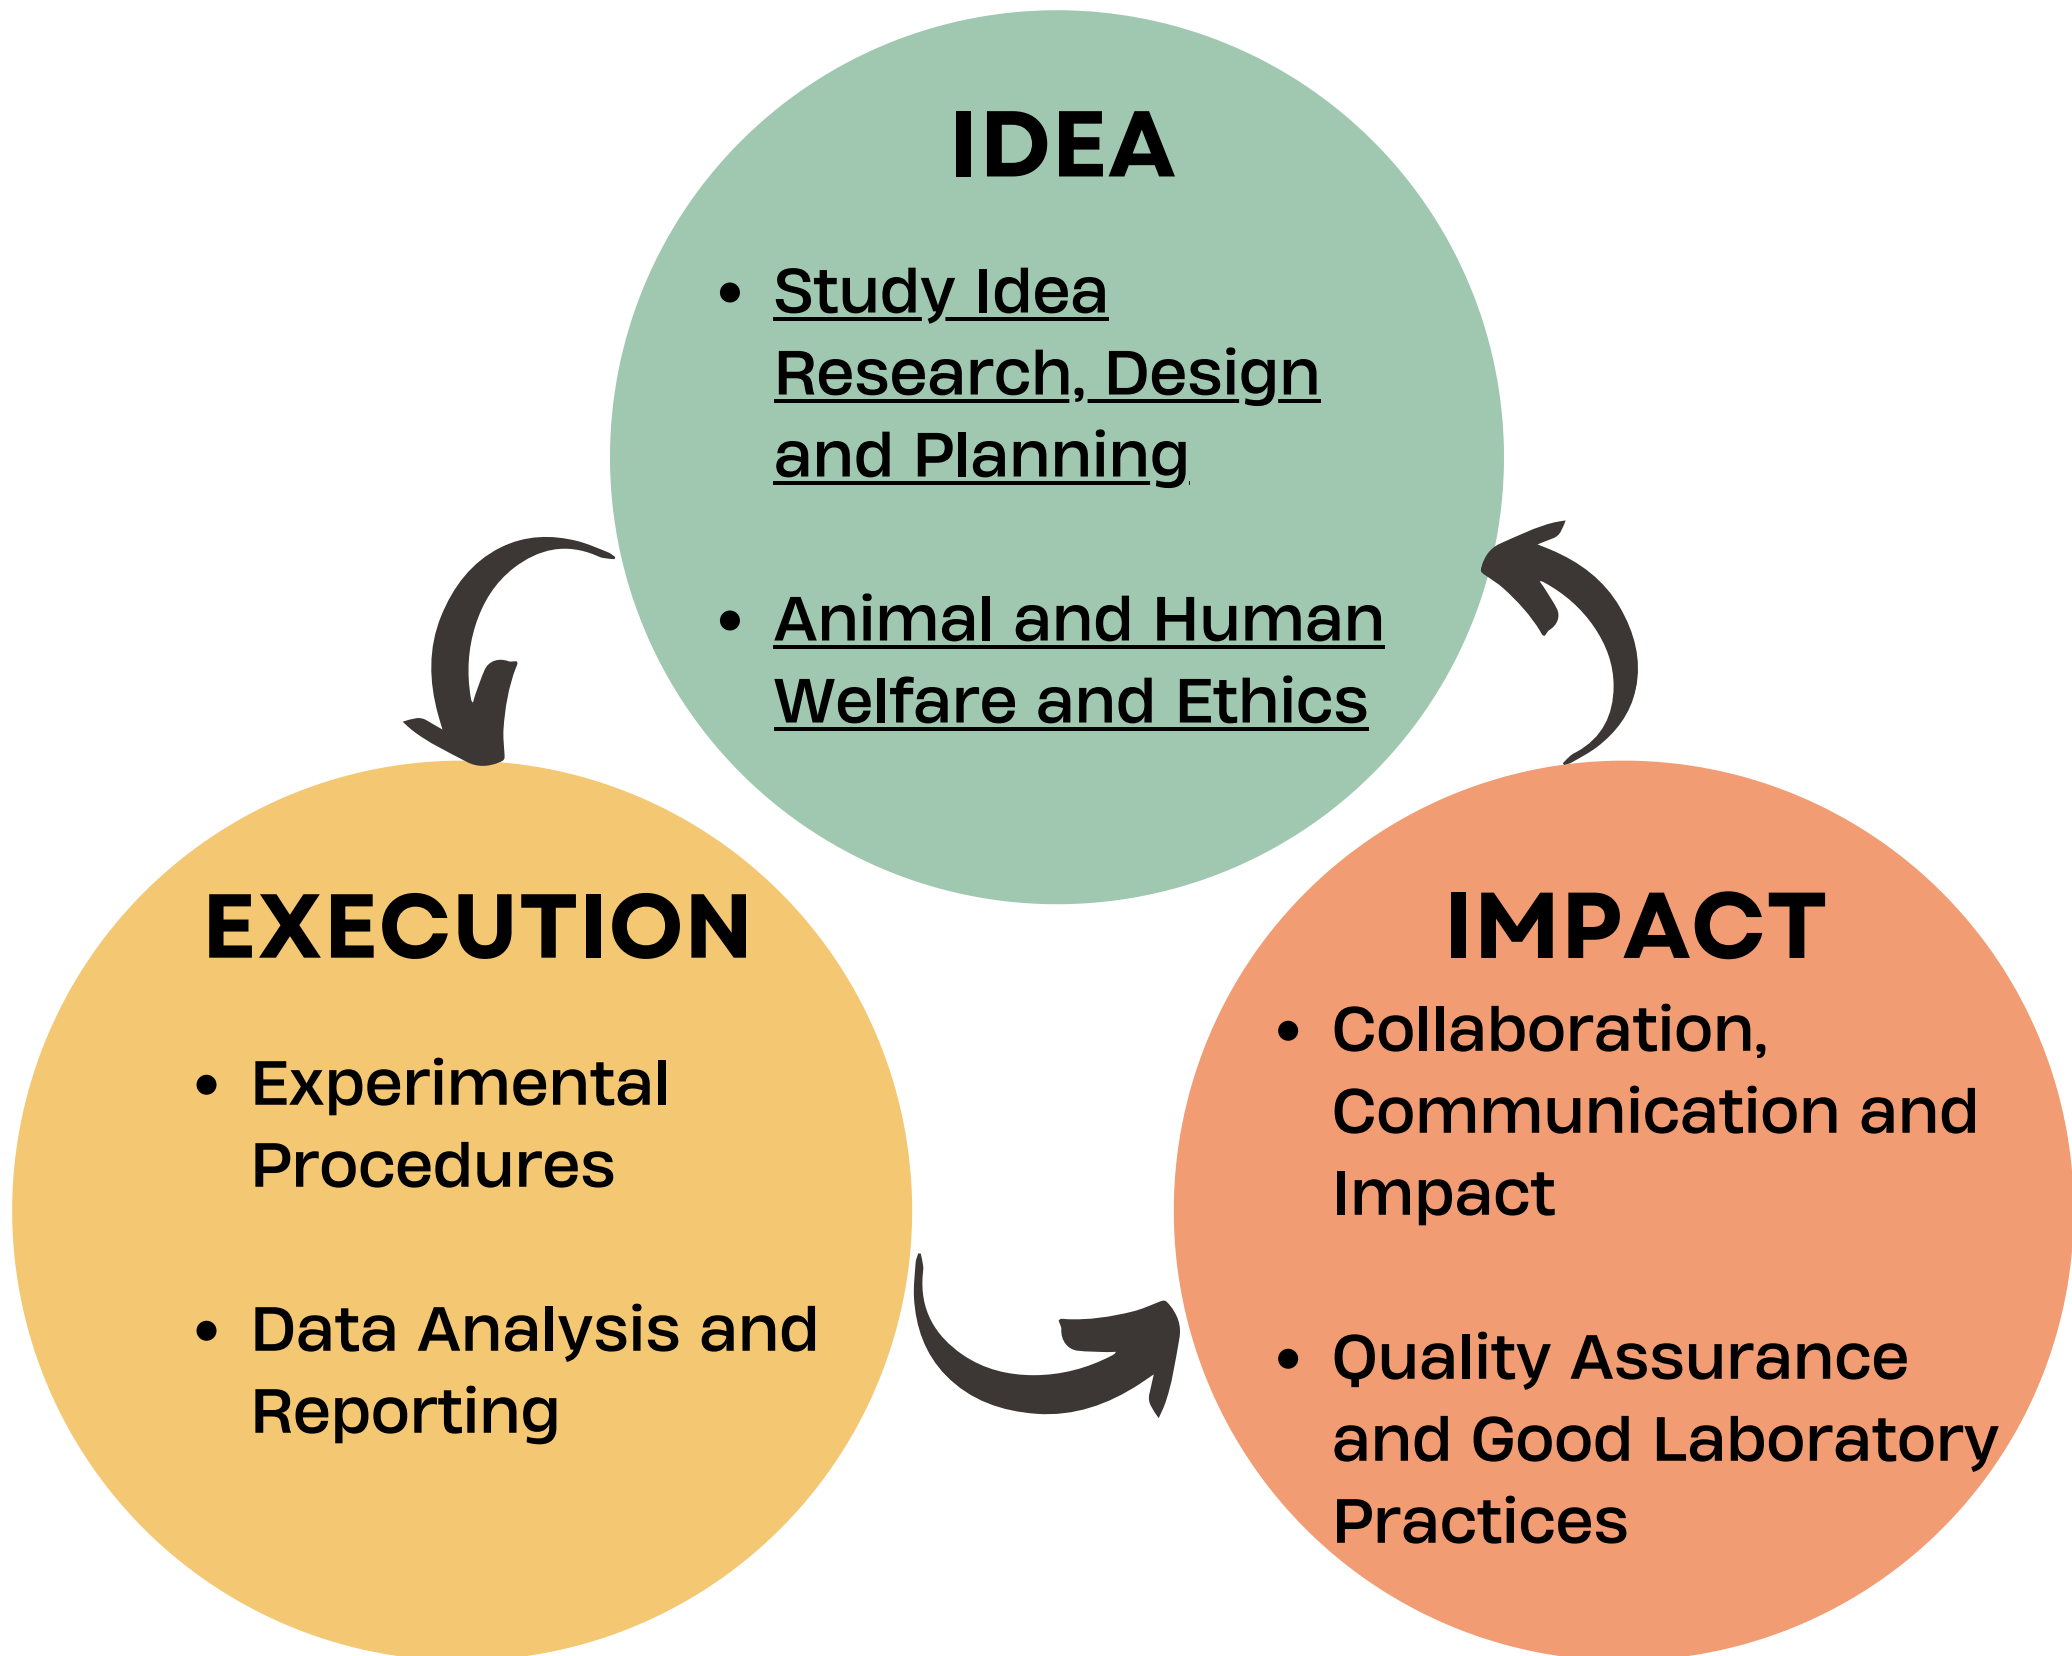 IDEA
• Study Idea
Research, Design
and Planning
• Animal and Human
Welfare and Ethics
EXECUTION
• Experimental
Procedures
• Data Analysis and
Reporting
IMPACT
• Collaboration,
Communication and
Impact
• Quality Assurance
and Good Laboratory
Practices